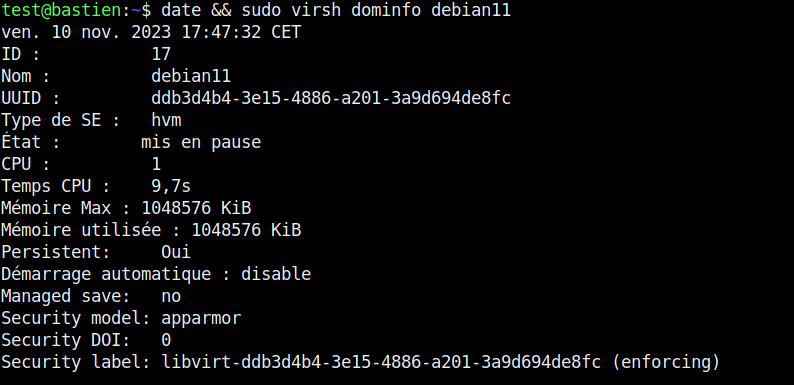 test@bastien:~$ date && sudo virsh dominfo debian11
ven. 10 nov. 2023 17:47:32 CET
ID :           17
Nom :          debian11
UUID :         ddb3d4b4-3e15-4886-a201-3a9d694de8fc
Type de SE :   hvm
État :        mis en pause
CPU :          1
Temps CPU :    9,7s
Mémoire Max : 1048576 KiB
Mémoire utilisée : 1048576 KiB
Persistent:     Oui
Démarrage automatique : disable
Managed save:   no
Security model: apparmor
Security DOI:   0
Security label: libvirt-ddb3d4b4-3e15-4886-a201-3a9d694de8fc (enforcing)